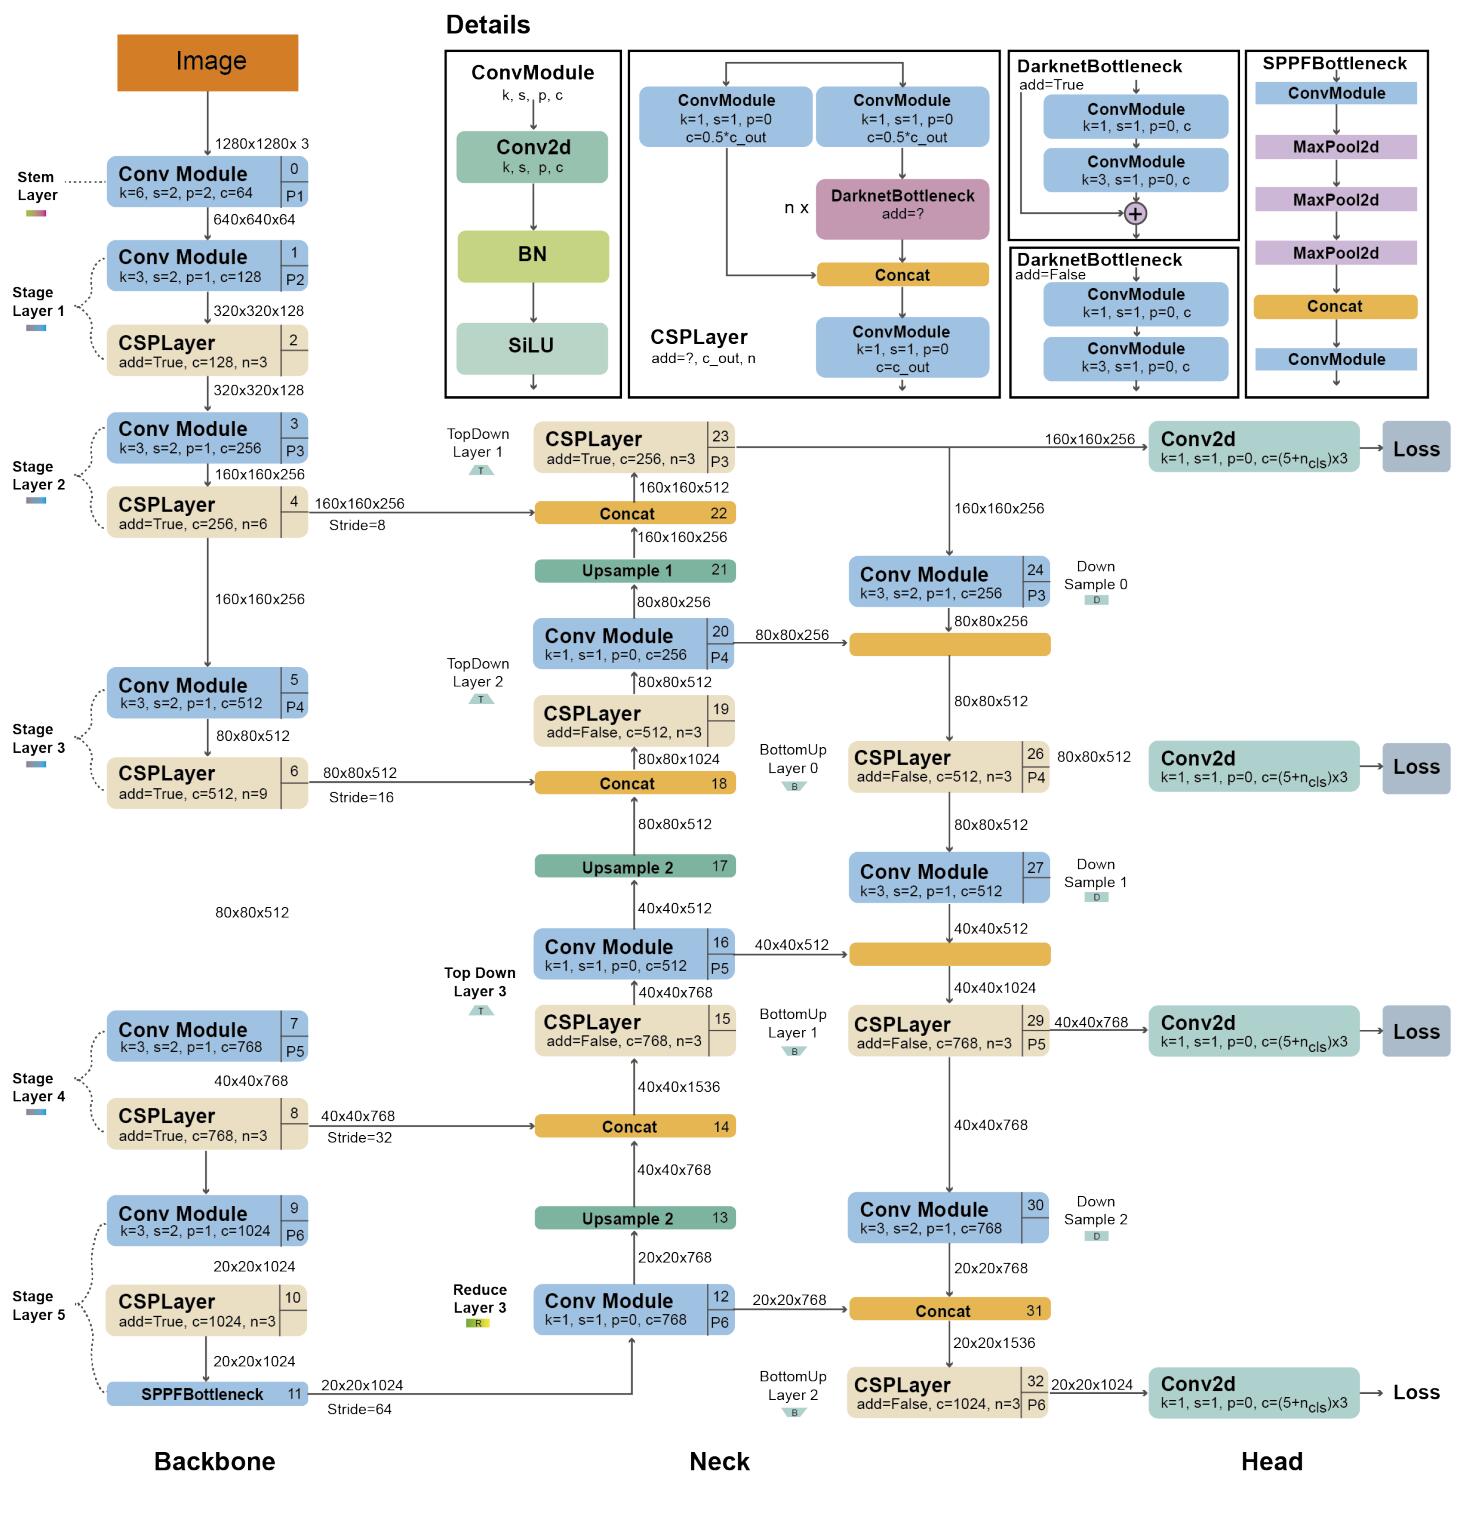 Details
Image
1280x1280x 3
Stem
Layer
Conv Module
k=6, s=2, p=2, c=64
0
P1
640x640x64
Stage
Layer 1
Conv Module
k=3, s=2, p=1, c=128
1
P2
320x320x128
CSPLayer
add=True, c=128, n=3
2
320x320x128
Stage
Layer 2
Conv Module
k=3, s=2, p=1, c=256
3
P3
160x160x256
CSPLayer
add=True, c=256, n=6
4
160x160x256
Stride=8
160x160x256
Stage
Layer 3
Conv Module
k=3, s=2, p=1, c=512
5
P4
80x80x512
CSPLayer
add=True, c=512, n=9
6
80x80x512
Stride=16
80x80x512
Stage
Layer 4
Conv Module
k=3, s=2, p=1, c=768
7
P5
40x40x768
CSPLayer
add=True, c=768, n=3
8
40x40x768
Stride=32
Stage
Layer 5
Conv Module
k=3, s=2, p=1, c=1024
9
P6
20x20x1024
CSPLayer
add=True, c=1024, n=3
10
20x20x1024
SPPFBottleneck 11
20x20x1024
Stride=64
Backbone
ConvModule
k, s, p, c
Conv2d
k, s, p, c
BN
SiLU
ConvModule
k=1, s=1, p=0
c=0.5*c_out
ConvModule
k=1, s=1, p=0
c=0.5*c_out
n x
DarknetBottleneck
add=?
Concat
CSPLayer
add=?, c_out, n
ConvModule
k=1, s=1, p=0
c=c_out
DarknetBottleneck
add=True
ConvModule
k=1, s=1, p=0, c
ConvModule
k=3, s=1, p=0, c
+
DarknetBottleneck
add=False
ConvModule
k=1, s=1, p=0, c
ConvModule
k=3, s=1, p=0, c
SPPFBottleneck
ConvModule
MaxPool2d
MaxPool2d
MaxPool2d
Concat
ConvModule
TopDown
Layer 1
T
CSPLayer
add=True, c=256, n=3
23
P3
160x160x512
Concat 22
160x160x256
Upsample 1 21
80x80x256
TopDown
Layer 2
T
Conv Module
k=1, s=1, p=0, c=256
20
P4
80x80x256
80x80x512
CSPLayer
add=False, c=512, n=3
19
80x80x1024
Concat 18
80x80x512
Upsample 2 17
40x40x512
Top Down
Layer 3
T
Conv Module
k=1, s=1, p=0, c=512
16
P5
40x40x512
40x40x768
CSPLayer
add=False, c=768, n=3
15
40x40x1536
Concat 14
40x40x768
Upsample 2 13
20x20x768
Reduce
Layer 3
R
Conv Module
k=1, s=1, p=0, c=768
12
P6
20x20x768
Neck
160x160x256
Conv2d
k=1, s=1, p=0, c=(5+ncls)x3
Loss
160x160x256
Conv Module
k=3, s=2, p=1, c=256
24
P3
Down
Sample 0
D
80x80x256
80x80x512
BottomUp
Layer 0
B
CSPLayer
add=False, c=512, n=3
26
P4
80x80x512
Conv2d
k=1, s=1, p=0, c=(5+ncls)x3
Loss
80x80x512
Conv Module
k=3, s=2, p=1, c=512
27
Down
Sample 1
D
40x40x512
40x40x1024
BottomUp
Layer 1
B
CSPLayer
add=False, c=768, n=3
29
P5
40x40x768
Conv2d
k=1, s=1, p=0, c=(5+ncls)x3
Loss
40x40x768
Conv Module
k=3, s=2, p=1, c=768
30
Down
Sample 2
D
20x20x768
Concat 31
20x20x1536
BottomUp
Layer 2
B
CSPLayer
add=False, c=1024, n=3
32
P6
20x20x1024
Conv2d
k=1, s=1, p=0, c=(5+ncls)x3
Loss
Head